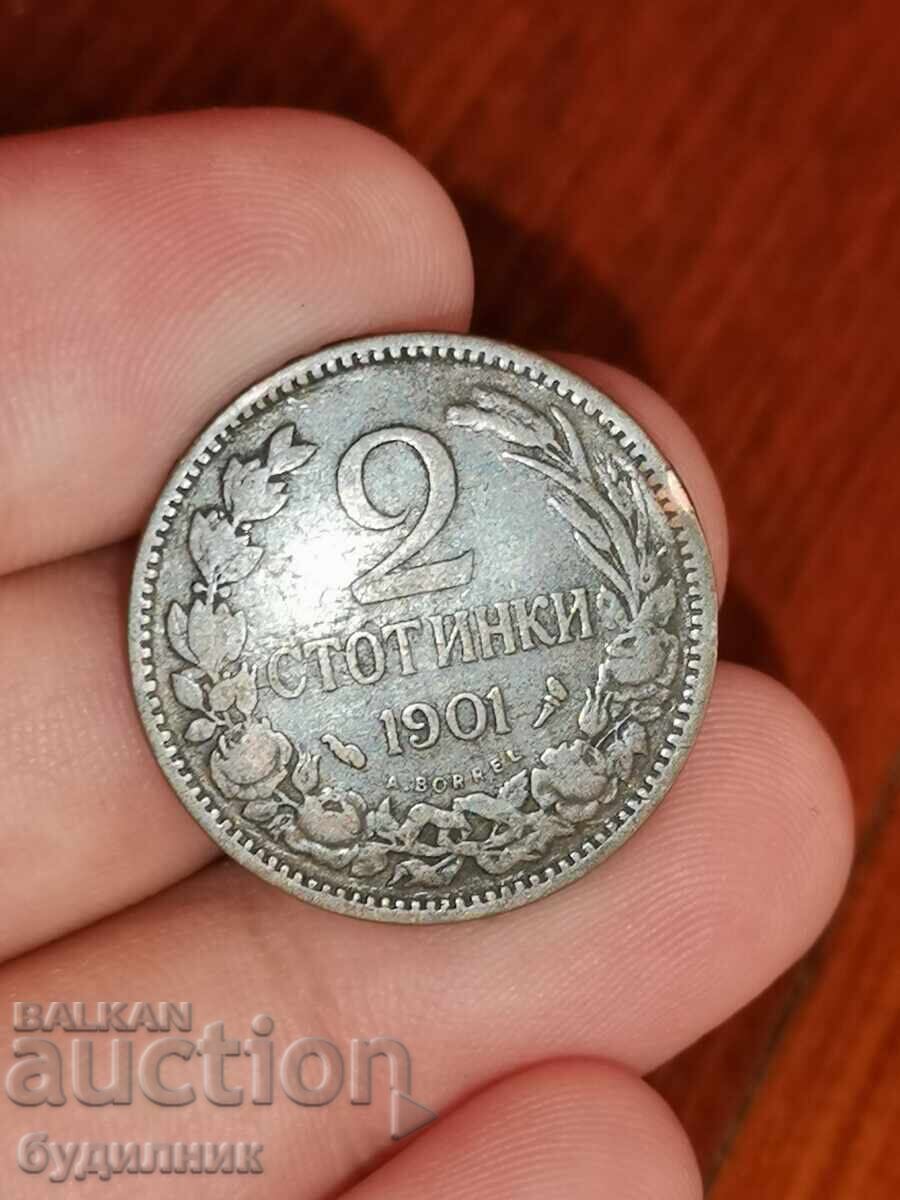 2
СТОТИНКИ
1901
A. BORREL
BALKAN
auction
будилник